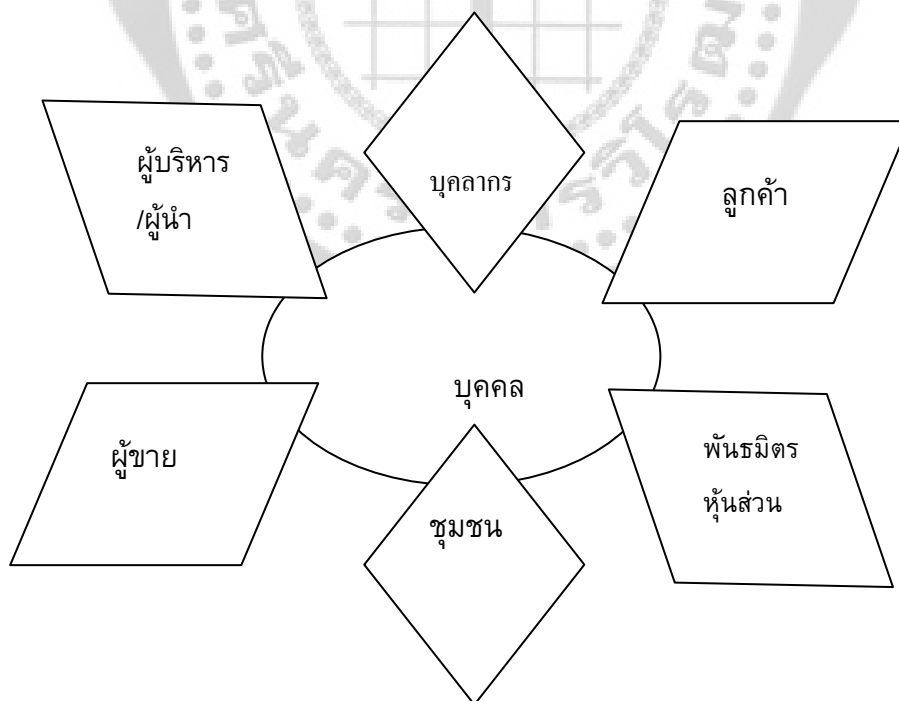 ผู้บริหาร
/ผู้นำ
บุคลากร
ลูกค้า
บุคคล
ผู้ขาย
พันธมิตร
หุ้นส่วน
ชุมชน